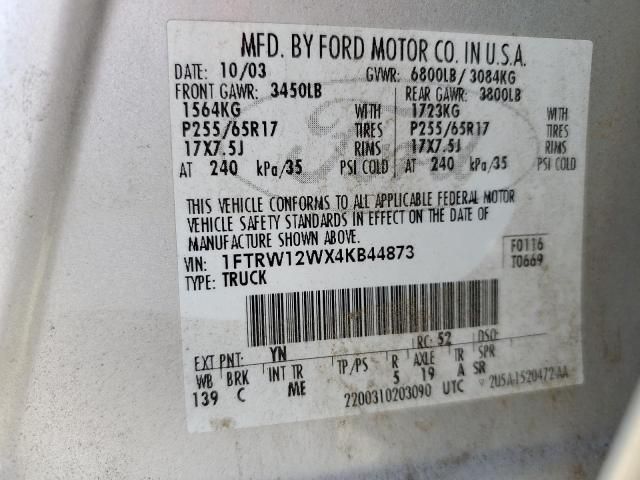 MFD. BY FORD MOTOR CO. IN U.S.A.
DATE: 10/03 GVWR: 6800LB/ 3084KG
FRONT GAWR: 3450LB REAR GAWR: 3800LB
1564KG WITH 1723KG WITH
P255/65R17 TIRES P255/65R17 TIRES
17X7.5J RIMS 17X7.5J RIMS
AT 240 kPa/35 PSI COLD AT 240 kPa/35 PSI COLD
THIS VEHICLE CONFORMS TO ALL APPLICABLE FEDERAL MOTOR
VEHICLE SAFETY STANDARDS IN EFFECT ON THE DATE OF
MANUFACTURE SHOWN ABOVE.
VIN: 1FTRW12WX4KB44873 F0116
TYPE: TRUCK T0669
EXT PNT: YN RC: 52 DSO:
WB BRK INT TR TP/PS R AXLE TR SPR
139 C ME 5 19 A SR
2200310203090 UTC 2U5A-1520472-AA
Ford